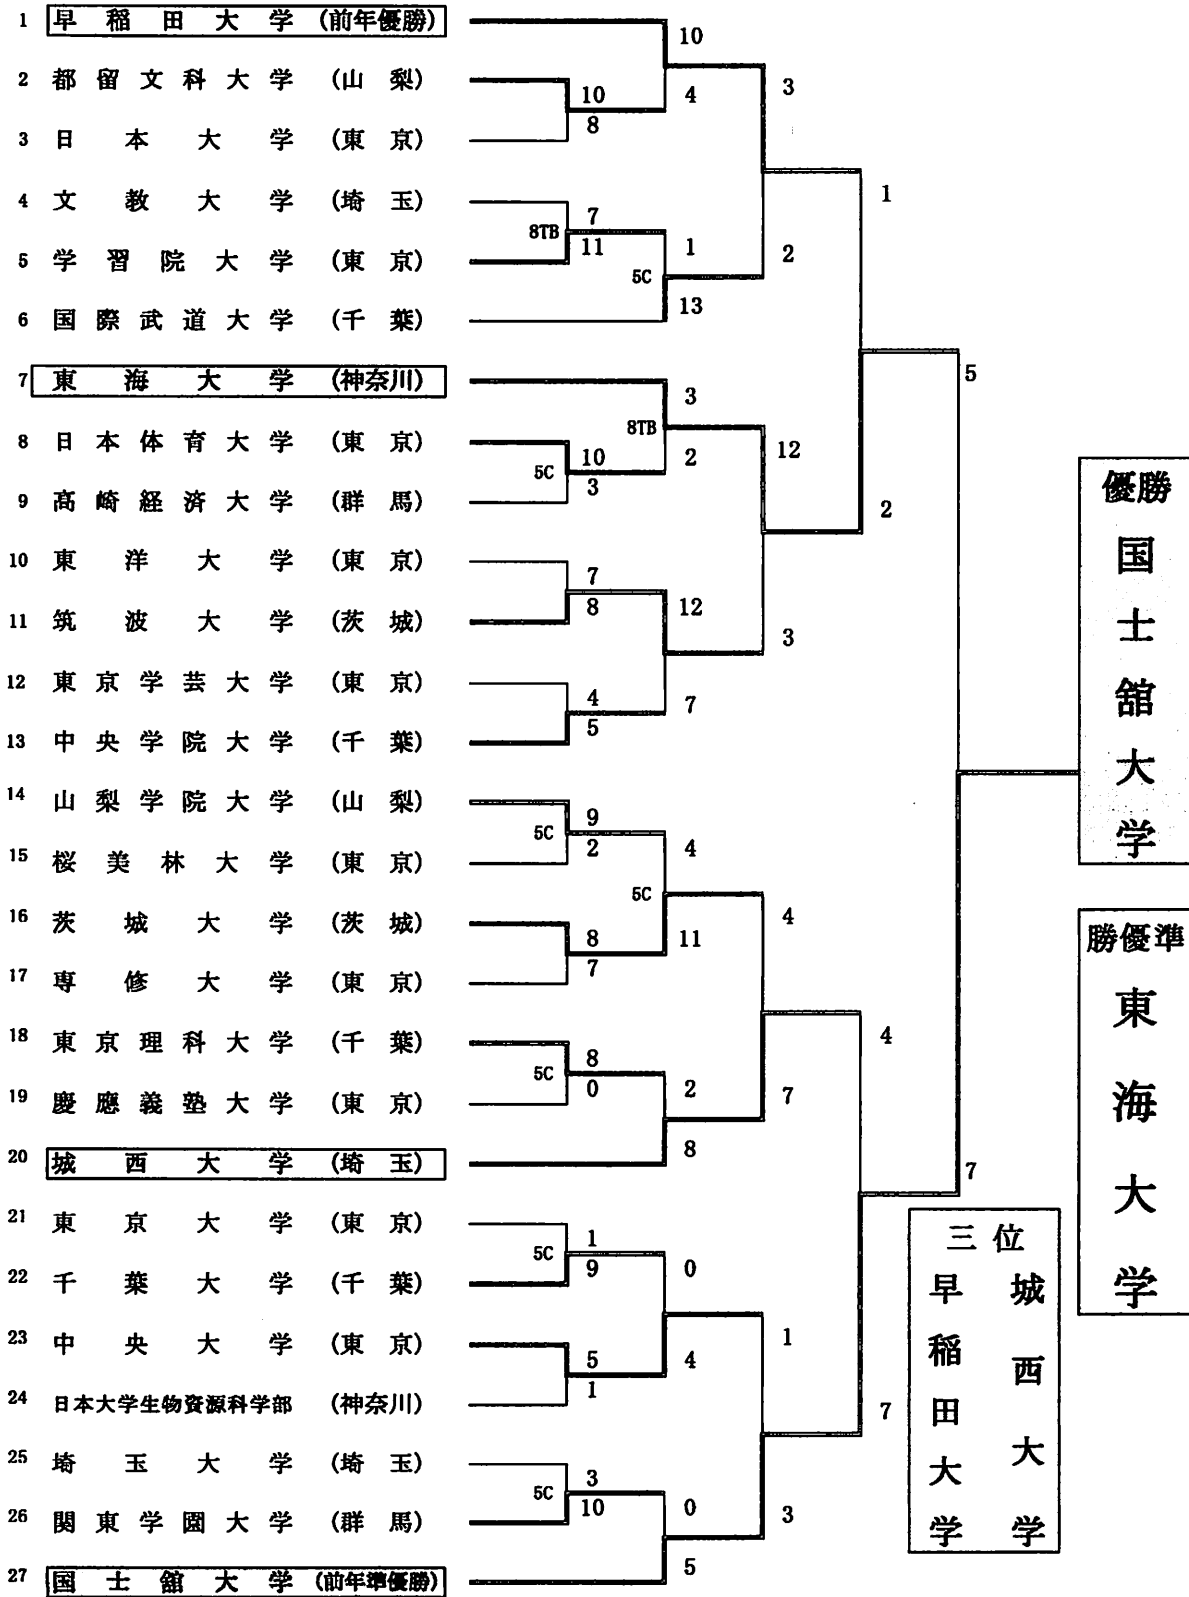 1 早稲田大学 (前年優勝)
10
2 都留文科大学 (山梨)
10
4
3
8
3 日本大学 (東京)
4 文教大学 (埼玉)
1
7
8TB
11
1
2
5 学習院大学 (東京)
5C
13
6 国際武道大学 (千葉)
7 東海大学 (神奈川)
5
3
8TB
8 日本体育大学 (東京)
10
2
12
5C
3
9 高崎経済大学 (群馬)
2
10 東洋大学 (東京)
7
8
12
11 筑波大学 (茨城)
3
12 東京学芸大学 (東京)
4
7
5
13 中央学院大学 (千葉)
14 山梨学院大学 (山梨)
9
5C
2
4
15 桜美林大学 (東京)
5C
16 茨城大学 (茨城)
4
8
11
7
17 専修大学 (東京)
18 東京理科大学 (千葉)
4
8
5C
0
2
7
19 慶應義塾大学 (東京)
8
20 城西大学 (埼玉)
7
21 東京大学 (東京)
1
5C
9
0
22 千葉大学 (千葉)
23 中央大学 (東京)
1
5
4
1
24 日本大学生物資源科学部 (神奈川)
7
25 埼玉大学 (埼玉)
3
5C
10
0
3
26 関東学園大学 (群馬)
5
27 国士舘大学 (前年準優勝)
優勝
国士舘大学
勝優準
東海大学
三位
城西大学
早稲田大学